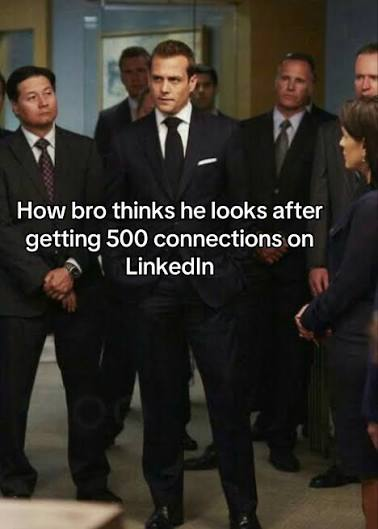 How bro thinks he looks after
getting 500 connections on
LinkedIn